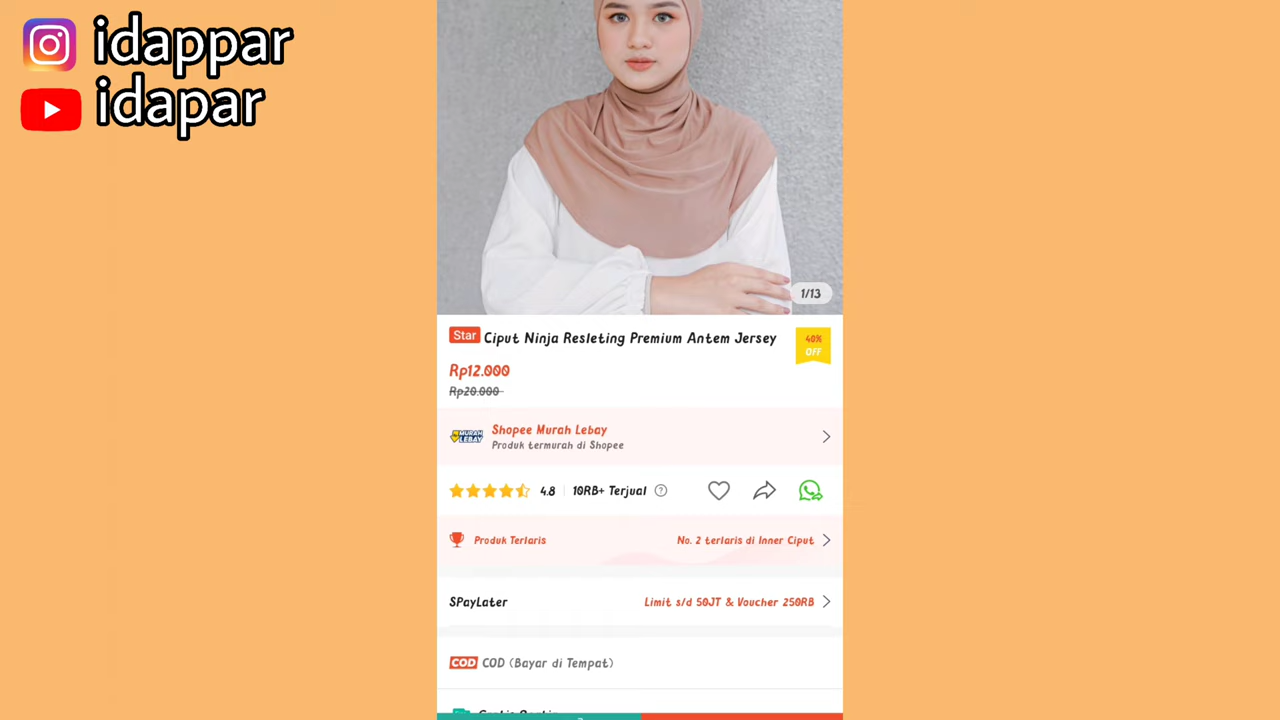 idappar
idapar
1/13
Star Ciput Ninja Resleting Premium Antem Jersey
40%
OFF
Rp12.000
Rp20.000
MURAH
LEBAY
Shopee Murah Lebay
Produk termurah di Shopee
4.8 10RB+ Terjual ?
Produk Terlaris No. 2 terlaris di Inner Ciput
SPayLater Limit s/d 50JT & Voucher 250RB
COD COD (Bayar di Tempat)